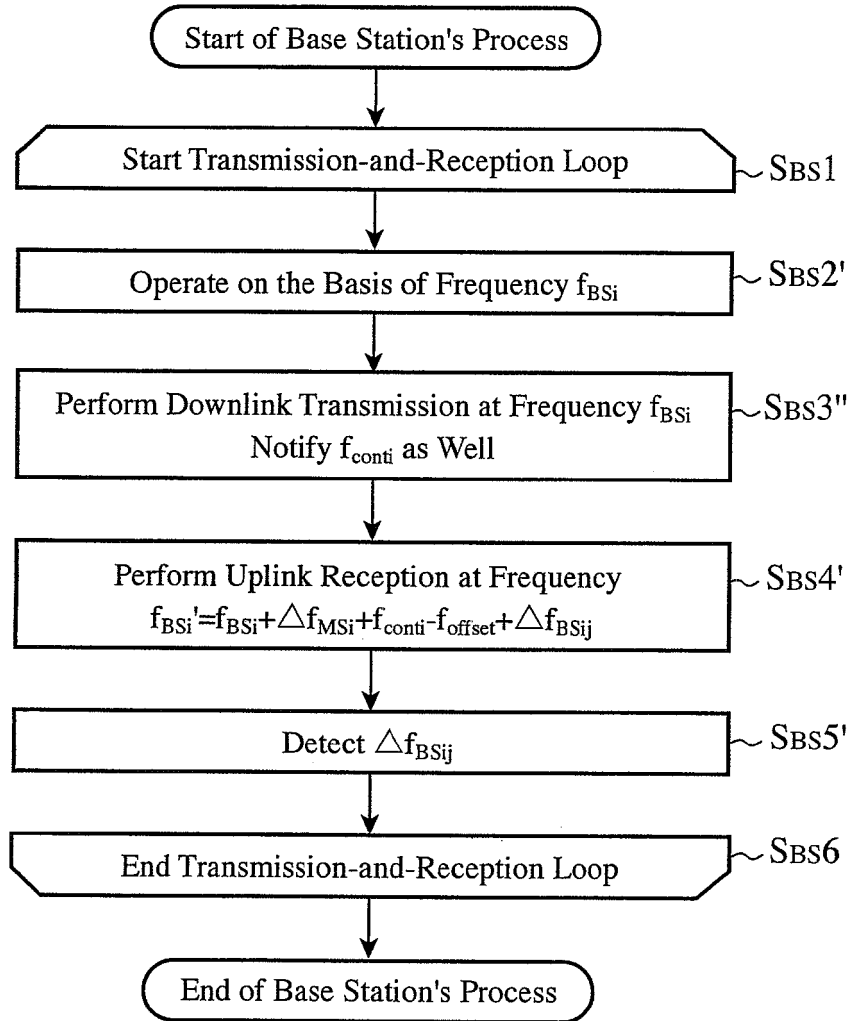 Start of Base Station's Process
Start Transmission-and-Reception Loop
SBS1
Operate on the Basis of Frequency fBSi
SBS2'
Perform Downlink Transmission at Frequency fBSi
Notify fconti as Well
SBS3"
Perform Uplink Reception at Frequency
fBSi'=fBSi+△fMSi+fconti-foffset+△fBSij
SBS4'
Detect △fBSij
SBS5'
End Transmission-and-Reception Loop
SBS6
End of Base Station's Process